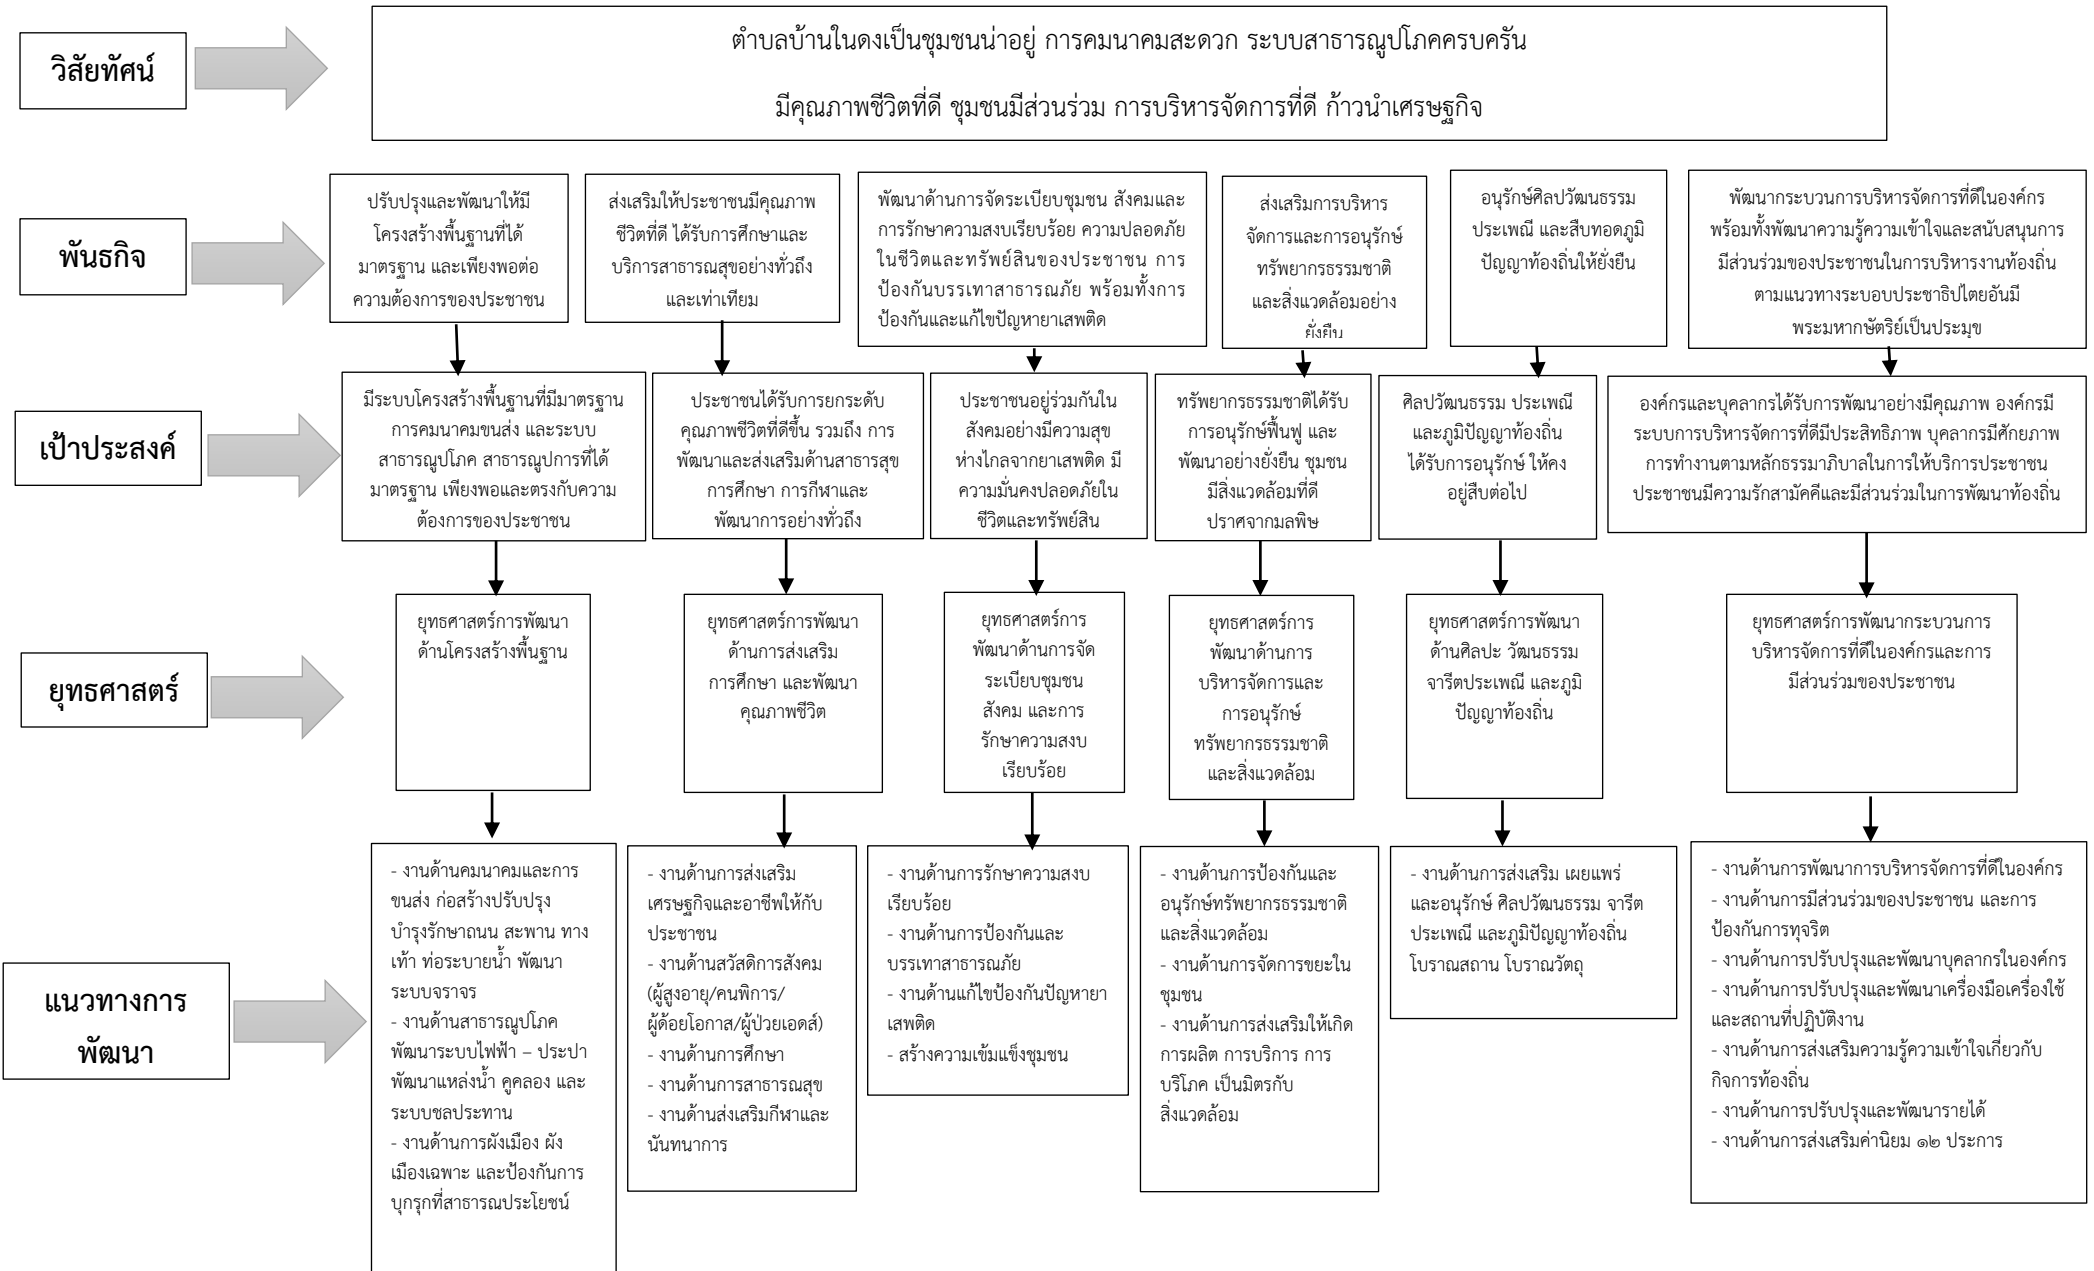 วิสัยทัศน์
ตำบลบ้านในดงเป็นชุมชนน่าอยู่ การคมนาคมสะดวก ระบบสาธารณูปโภคครบครัน
มีคุณภาพชีวิตที่ดี ชุมชนมีส่วนร่วม การบริหารจัดการที่ดี ก้าวนำเศรษฐกิจ
พันธกิจ
ปรับปรุงและพัฒนาให้มี
โครงสร้างพื้นฐานที่ได้
มาตรฐาน และเพียงพอต่อ
ความต้องการของประชาชน
ส่งเสริมให้ประชาชนมีคุณภาพ
ชีวิตที่ดี ได้รับการศึกษาและ
บริการสาธารณสุขอย่างทั่วถึง
และเท่าเทียม
พัฒนาด้านการจัดระเบียบชุมชน สังคมและ
การรักษาความสงบเรียบร้อย ความปลอดภัย
ในชีวิตและทรัพย์สินของประชาชน การ
ป้องกันบรรเทาสาธารณภัย พร้อมทั้งการ
ป้องกันและแก้ไขปัญหายาเสพติด
ส่งเสริมการบริหาร
จัดการและการอนุรักษ์
ทรัพยากรธรรมชาติ
และสิ่งแวดล้อมอย่าง
ยั่งยืน
อนุรักษ์ศิลปวัฒนธรรม
ประเพณี และสืบทอดภูมิ
ปัญญาท้องถิ่นให้ยั่งยืน
พัฒนากระบวนการบริหารจัดการที่ดีในองค์กร
พร้อมทั้งพัฒนาความรู้ความเข้าใจและสนับสนุนการ
มีส่วนร่วมของประชาชนในการบริหารงานท้องถิ่น
ตามแนวทางระบอบประชาธิปไตยอันมี
พระมหากษัตริย์เป็นประมุข
เป้าประสงค์
มีระบบโครงสร้างพื้นฐานที่มีมาตรฐาน
การคมนาคมขนส่ง และระบบ
สาธารณูปโภค สาธารณูปการที่ได้
มาตรฐาน เพียงพอและตรงกับความ
ต้องการของประชาชน
ประชาชนได้รับการยกระดับ
คุณภาพชีวิตที่ดีขึ้น รวมถึง การ
พัฒนาและส่งเสริมด้านสาธารสุข
การศึกษา การกีฬาและ
พัฒนาการอย่างทั่วถึง
ประชาชนอยู่ร่วมกันใน
สังคมอย่างมีความสุข
ห่างไกลจากยาเสพติด มี
ความมั่นคงปลอดภัยใน
ชีวิตและทรัพย์สิน
ทรัพยากรธรรมชาติได้รับ
การอนุรักษ์ฟื้นฟู และ
พัฒนาอย่างยั่งยืน ชุมชน
มีสิ่งแวดล้อมที่ดี
ปราศจากมลพิษ
ศิลปวัฒนธรรม ประเพณี
และภูมิปัญญาท้องถิ่น
ได้รับการอนุรักษ์ ให้คง
อยู่สืบต่อไป
องค์กรและบุคลากรได้รับการพัฒนาอย่างมีคุณภาพ องค์กรมี
ระบบการบริหารจัดการที่ดีมีประสิทธิภาพ บุคลากรมีศักยภาพ
การทำงานตามหลักธรรมาภิบาลในการให้บริการประชาชน
ประชาชนมีความรักสามัคคีและมีส่วนร่วมในการพัฒนาท้องถิ่น
ยุทธศาสตร์
ยุทธศาสตร์การพัฒนา
ด้านโครงสร้างพื้นฐาน
ยุทธศาสตร์การพัฒนา
ด้านการส่งเสริม
การศึกษา และพัฒนา
คุณภาพชีวิต
ยุทธศาสตร์การ
พัฒนาด้านการจัด
ระเบียบชุมชน
สังคม และการ
รักษาความสงบ
เรียบร้อย
ยุทธศาสตร์การ
พัฒนาด้านการ
บริหารจัดการและ
การอนุรักษ์
ทรัพยากรธรรมชาติ
และสิ่งแวดล้อม
ยุทธศาสตร์การพัฒนา
ด้านศิลปะ วัฒนธรรม
จารีตประเพณี และภูมิ
ปัญญาท้องถิ่น
ยุทธศาสตร์การพัฒนากระบวนการ
บริหารจัดการที่ดีในองค์กรและการ
มีส่วนร่วมของประชาชน
แนวทางการ
พัฒนา
- งานด้านคมนาคมและการ
ขนส่ง ก่อสร้างปรับปรุง
บำรุงรักษาถนน สะพาน ทาง
เท้า ท่อระบายน้ำ พัฒนา
ระบบจราจร
- งานด้านสาธารณูปโภค
พัฒนาระบบไฟฟ้า – ประปา
พัฒนาแหล่งน้ำ คูคลอง และ
ระบบชลประทาน
- งานด้านการผังเมือง ผัง
เมืองเฉพาะ และป้องกันการ
บุกรุกที่สาธารณประโยชน์
- งานด้านการส่งเสริม
เศรษฐกิจและอาชีพให้กับ
ประชาชน
- งานด้านสวัสดิการสังคม
(ผู้สูงอายุ/คนพิการ/
ผู้ด้อยโอกาส/ผู้ป่วยเอดส์)
- งานด้านการศึกษา
- งานด้านการสาธารณสุข
- งานด้านส่งเสริมกีฬาและ
นันทนาการ
- งานด้านการรักษาความสงบ
เรียบร้อย
- งานด้านการป้องกันและ
บรรเทาสาธารณภัย
- งานด้านแก้ไขป้องกันปัญหายา
เสพติด
- สร้างความเข้มแข็งชุมชน
- งานด้านการป้องกันและ
อนุรักษ์ทรัพยากรธรรมชาติ
และสิ่งแวดล้อม
- งานด้านการจัดการขยะใน
ชุมชน
- งานด้านการส่งเสริมให้เกิด
การผลิต การบริการ การ
บริโภค เป็นมิตรกับ
สิ่งแวดล้อม
- งานด้านการส่งเสริม เผยแพร่
และอนุรักษ์ ศิลปวัฒนธรรม จารีต
ประเพณี และภูมิปัญญาท้องถิ่น
โบราณสถาน โบราณวัตถุ
- งานด้านการพัฒนาการบริหารจัดการที่ดีในองค์กร
- งานด้านการมีส่วนร่วมของประชาชน และการ
ป้องกันการทุจริต
- งานด้านการปรับปรุงและพัฒนาบุคลากรในองค์กร
- งานด้านการปรับปรุงและพัฒนาเครื่องมือเครื่องใช้
และสถานที่ปฏิบัติงาน
- งานด้านการส่งเสริมความรู้ความเข้าใจเกี่ยวกับ
กิจการท้องถิ่น
- งานด้านการปรับปรุงและพัฒนารายได้
- งานด้านการส่งเสริมค่านิยม ๑๒ ประการ